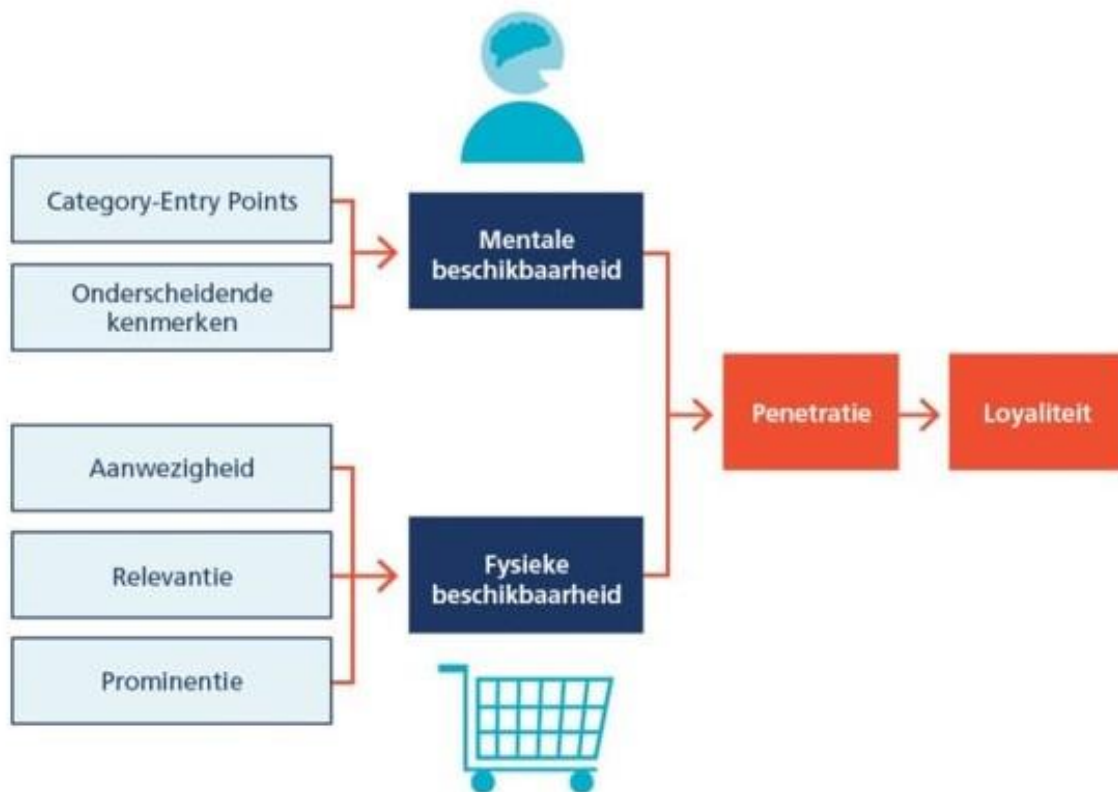 Category-Entry Points
Onderscheidende
kenmerken
Mentale
beschikbaarheid
Aanwezigheid
Relevantie
Prominentie
Fysieke
beschikbaarheid
Penetratie
Loyaliteit